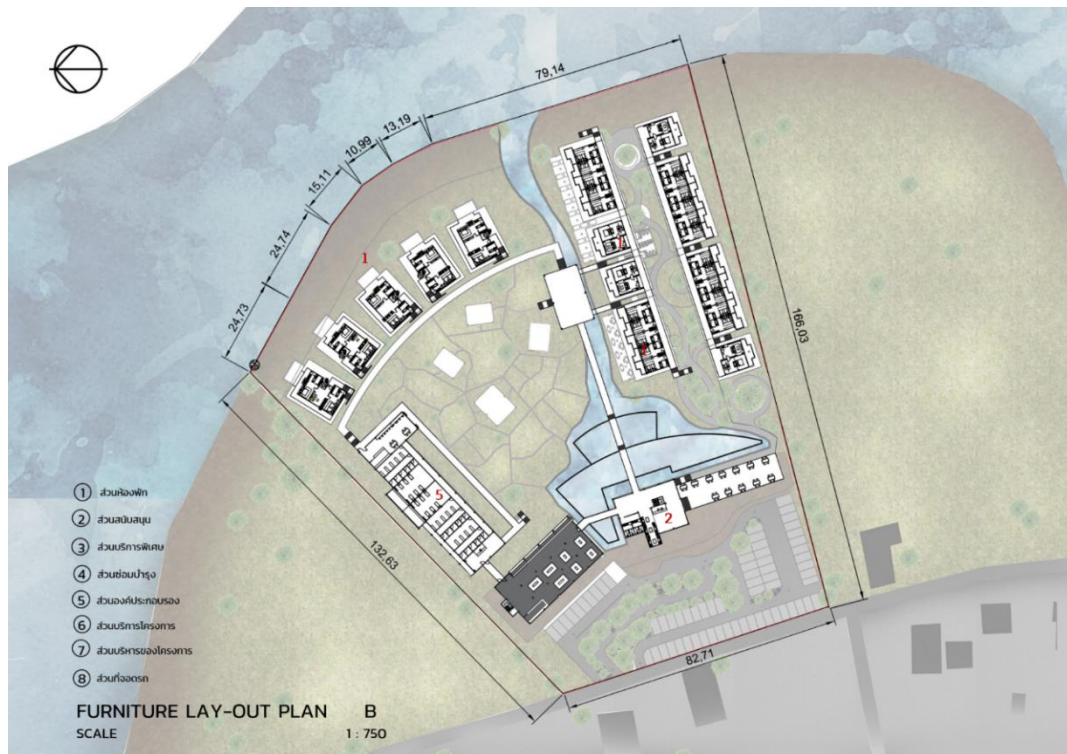 79,14
13,19
10,99
15,11
24,74
24,73
1
1
1
166,03
5
2
132,63
82,71
1 ส่วนห้องพัก
2 ส่วนสนับสนุน
3 ส่วนบริการพิเศษ
4 ส่วนซ่อมบำรุง
5 ส่วนองค์ประกอบรอง
6 ส่วนบริการโครงการ
7 ส่วนบริหารของโครงการ
8 ส่วนที่จอดรถ
FURNITURE LAY-OUT PLAN B
SCALE 1 : 750